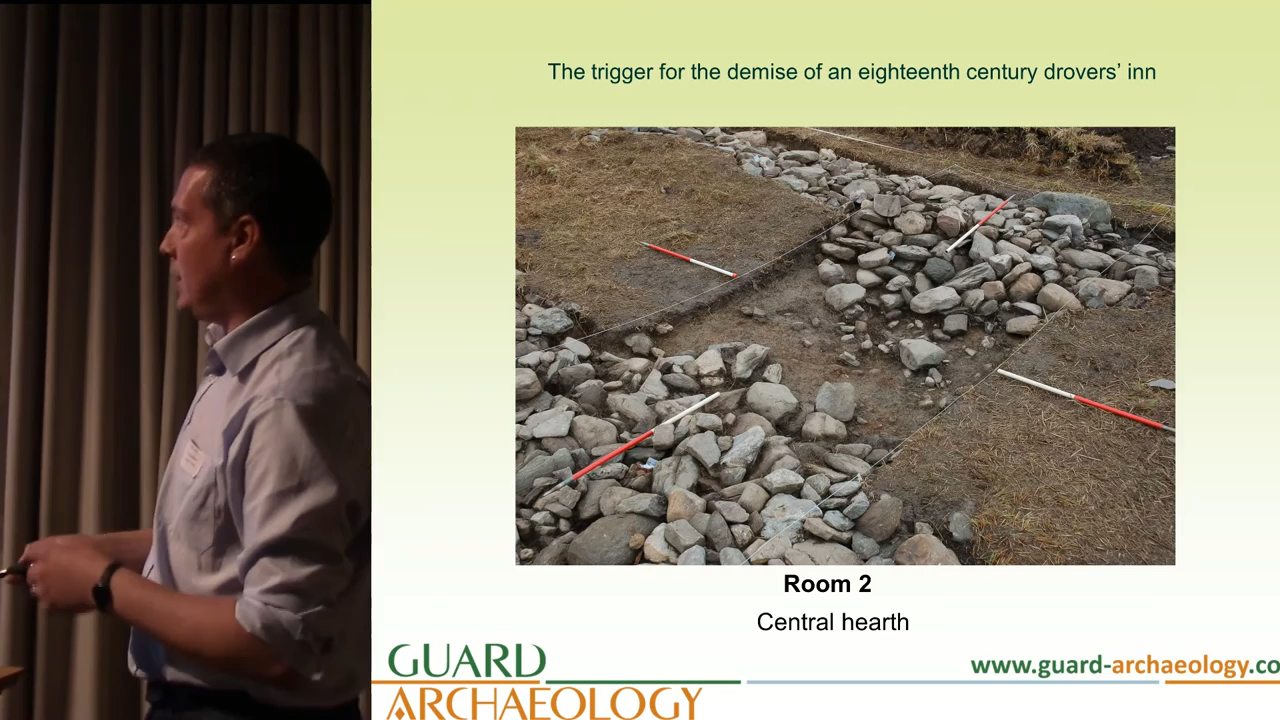 The trigger for the demise of an eighteenth century drovers’ inn
Room 2
Central hearth
GUARD
ARCHAEOLOGY
www.guard-archaeology.co